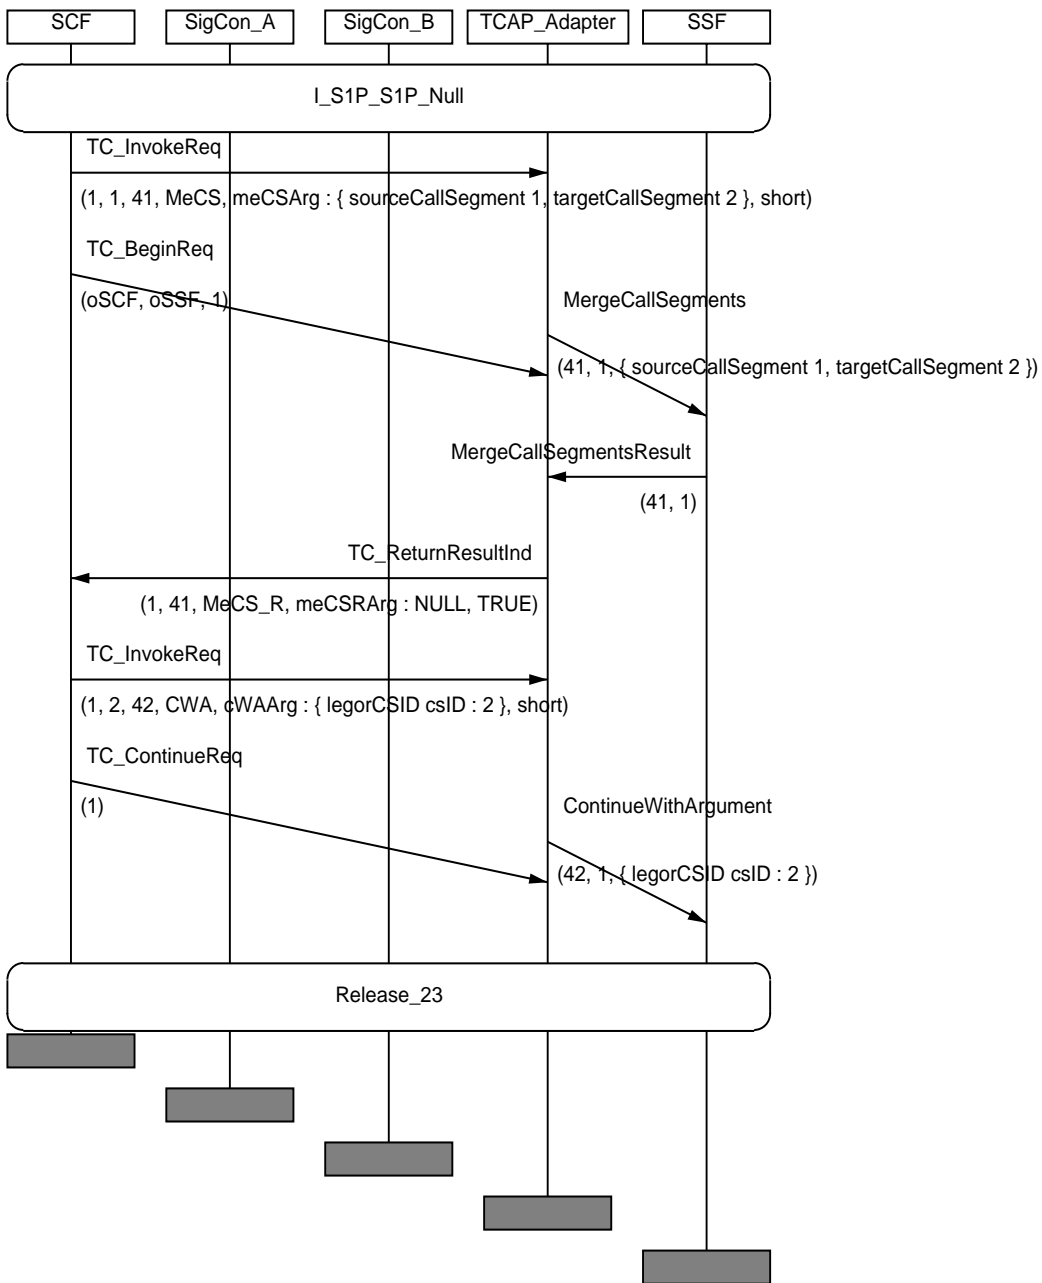 SCF SigCon_A SigCon_B TCAP_Adapter SSF
I_S1P_S1P_Null
TC_InvokeReq
(1, 1, 41, MeCS, meCSArg : { sourceCallSegment 1, targetCallSegment 2 }, short)
TC_BeginReq
(oSCF, oSSF, 1)
MergeCallSegments
(41, 1, { sourceCallSegment 1, targetCallSegment 2 })
MergeCallSegmentsResult
(41, 1)
TC_ReturnResultInd
(1, 41, MeCS_R, meCSRArg : NULL, TRUE)
TC_InvokeReq
(1, 2, 42, CWA, cWAArg : { legorCSID csID : 2 }, short)
TC_ContinueReq
(1)
ContinueWithArgument
(42, 1, { legorCSID csID : 2 })
Release_23